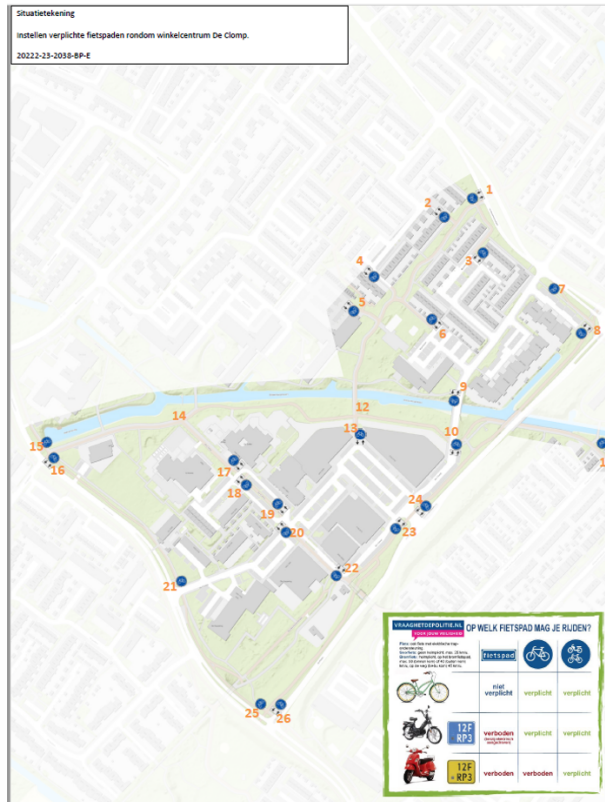 Situatietekening
Instellen verplichte fietspaden rondom winkelcentrum De Clomp.
20222-23-2038-BP-E
1
2
3
4
5
6
7
8
9
10
12
13
14
15
16
17
18
19
20
21
22
23
24
25
26
VRAAGHETDEPOLITIE.NL
VOOR JOUW VEILIGHEID
OP WELK FIETSPAD MAG JE RIJDEN?
fietspad
niet verplicht
verplicht
verplicht
12F
RP3
verboden
verplicht
verplicht
12F
RP3
verboden
verboden
verplicht